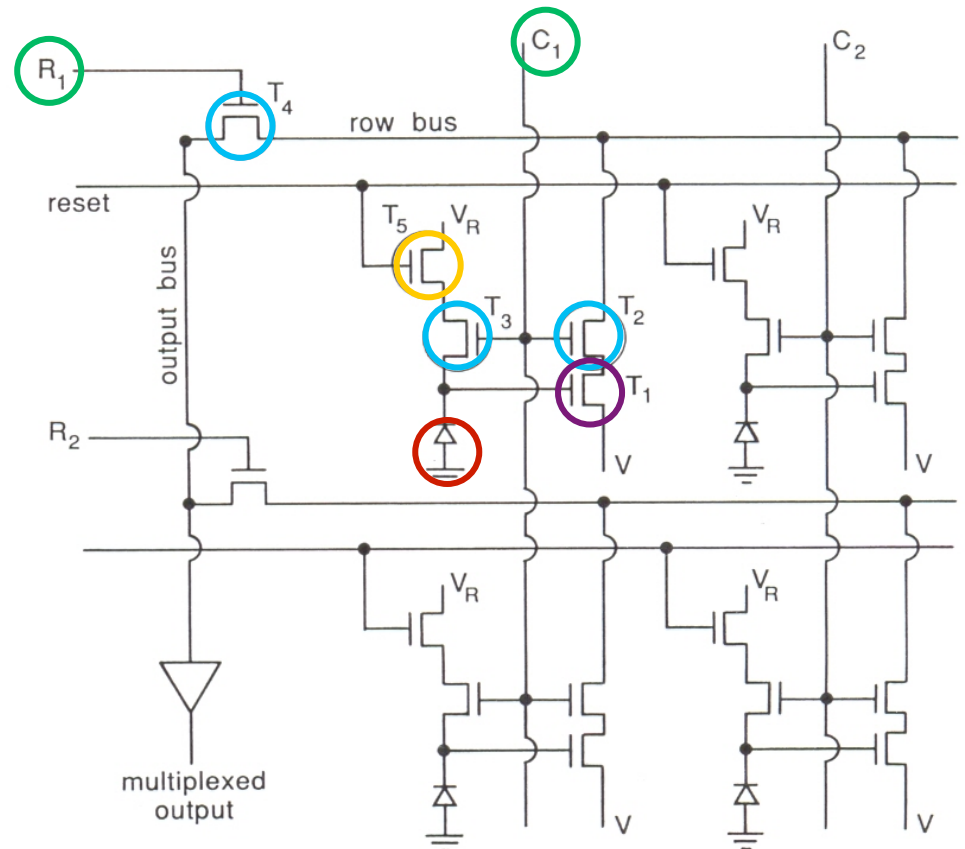 R1
T4
C1
C2
row bus
reset
output bus
T5
VR
T3
T2
T1
V
VR
V
R2
VR
VR
V
V
multiplexed
output